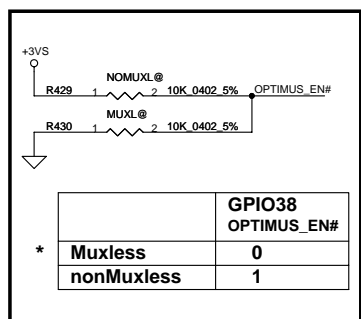 +3VS
NOMUXL@
R429 1 2 10K_0402_5% OPTIMUS_EN#
MUXL@
R430 1 2 10K_0402_5%
GPIO38
OPTIMUS_EN#
* Muxless 0
nonMuxless 1